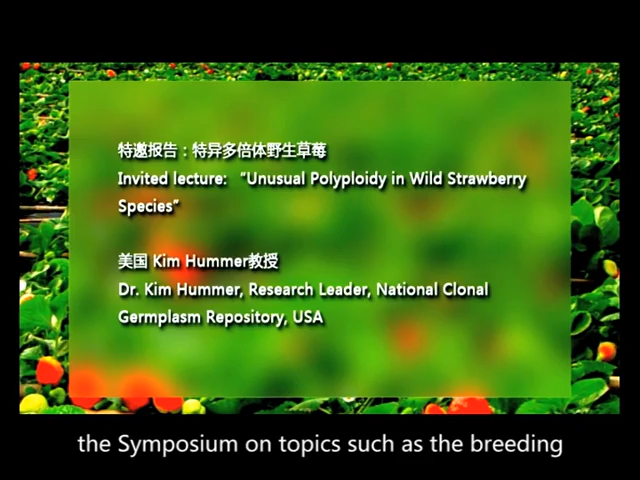 特邀报告：特异多倍体野生草莓
Invited lecture: “Unusual Polyploidy in Wild Strawberry
Species”
美国 Kim Hummer教授
Dr. Kim Hummer, Research Leader, National Clonal
Germplasm Repository, USA
the Symposium on topics such as the breeding